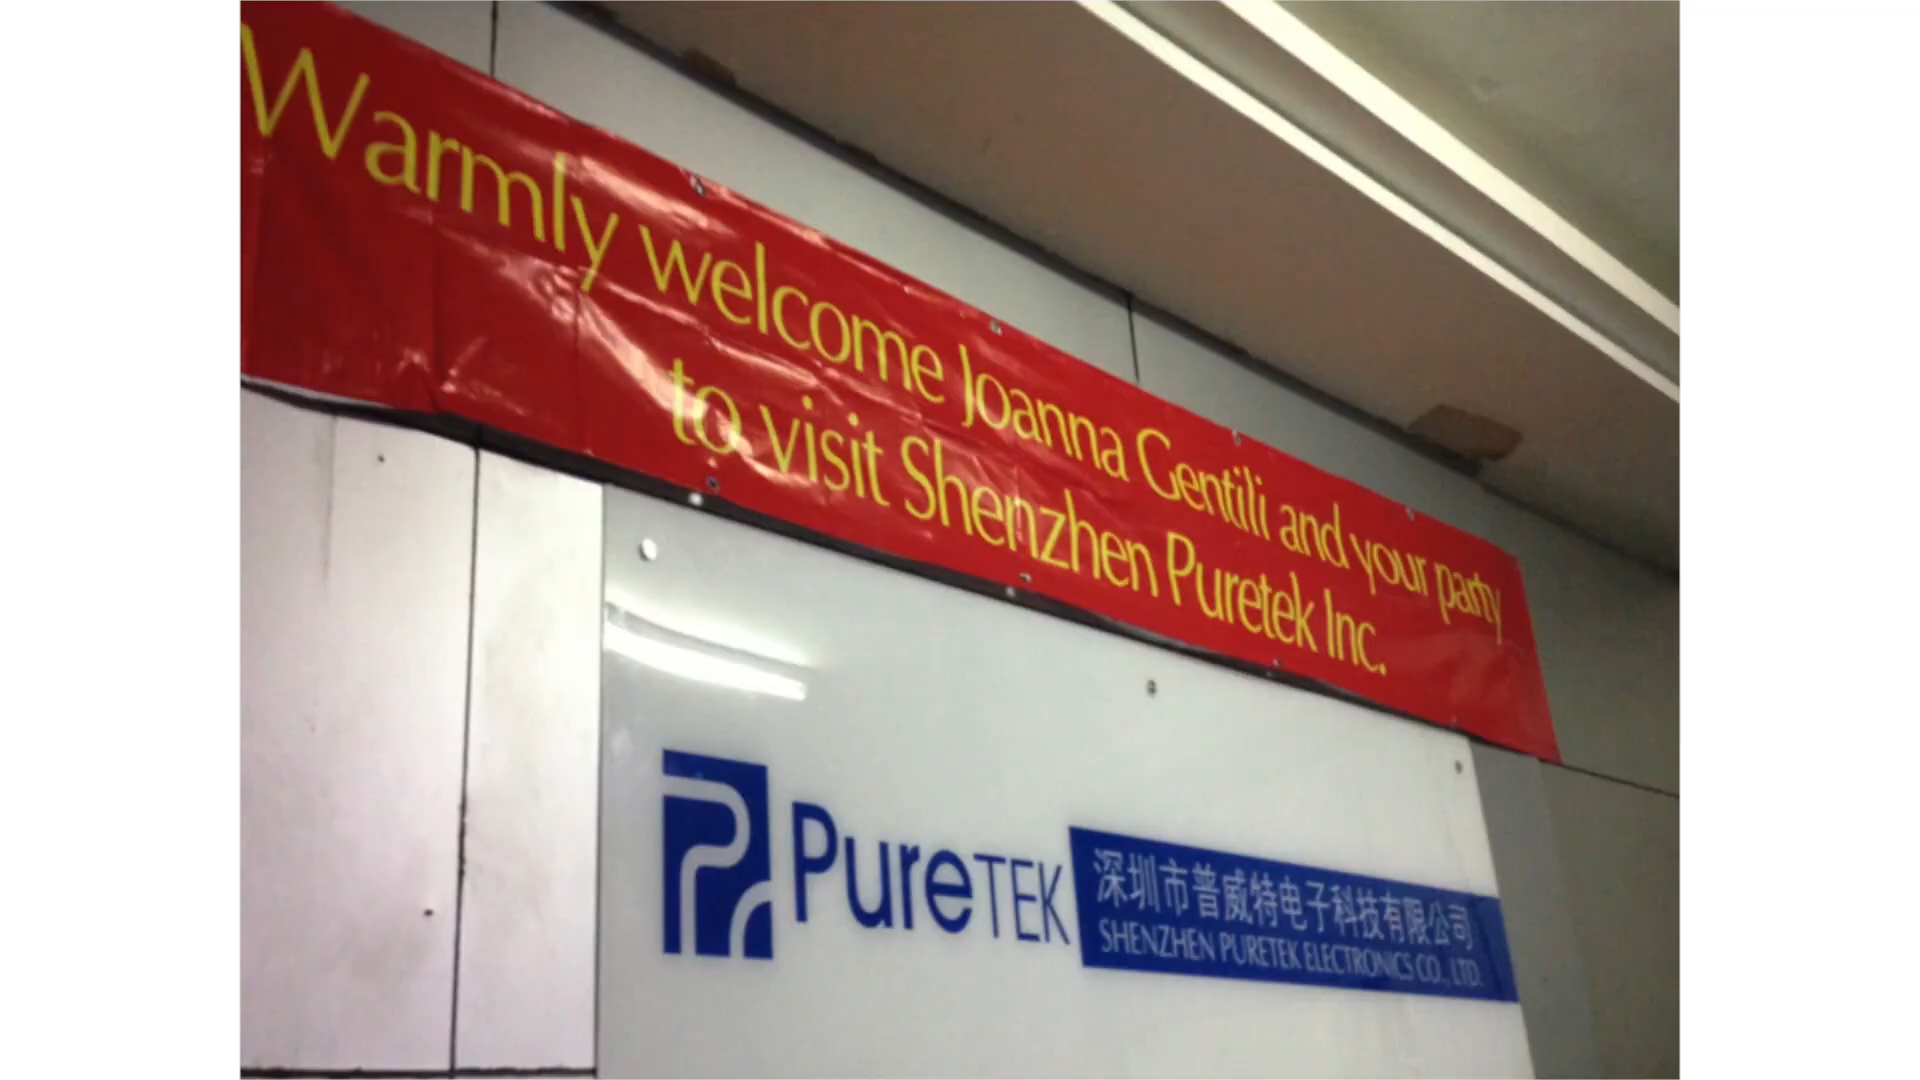 Warmly welcome Joanna Gentili and your party
to visit Shenzhen Puretek Inc.
PureTEK
深圳市普威特电子科技有限公司
SHENZHEN PURETEK ELECTRONICS CO., LTD.